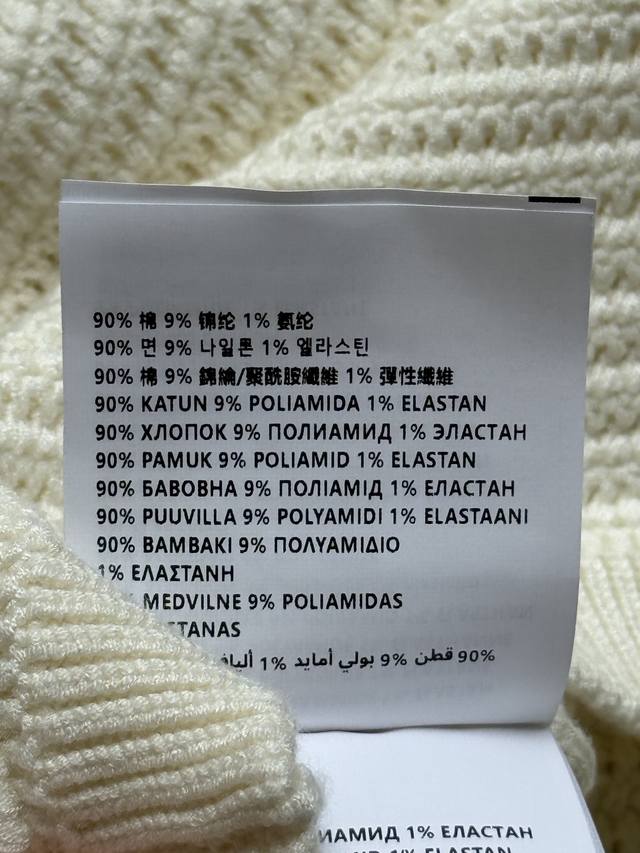 90% 棉 9% 锦纶 1% 氨纶
90% 면 9% 나일론 1% 엘라스틴
90% 棉 9% 錦綸/聚酰胺纖維 1% 彈性纖維
90% KATUN 9% POLIAMIDA 1% ELASTAN
90% ХЛОПОК 9% ПОЛИАМИД 1% ЭЛАСТАН
90% PAMUK 9% POLIAMID 1% ELASTAN
90% БАВОВНА 9% ПОЛІАМІД 1% ЕЛАСТАН
90% PUUVILLA 9% POLYAMIDI 1% ELASTAANI
90% ΒΑΜΒΑΚΙ 9% ΠΟΛΥΑΜΙΔΙΟ
1% ΕΛΑΣΤΑΝΗ
MEDVILNE 9% POLIAMIDAS
90% قطن 9% بولي أمايد 1%
1% ЕЛАСТАН